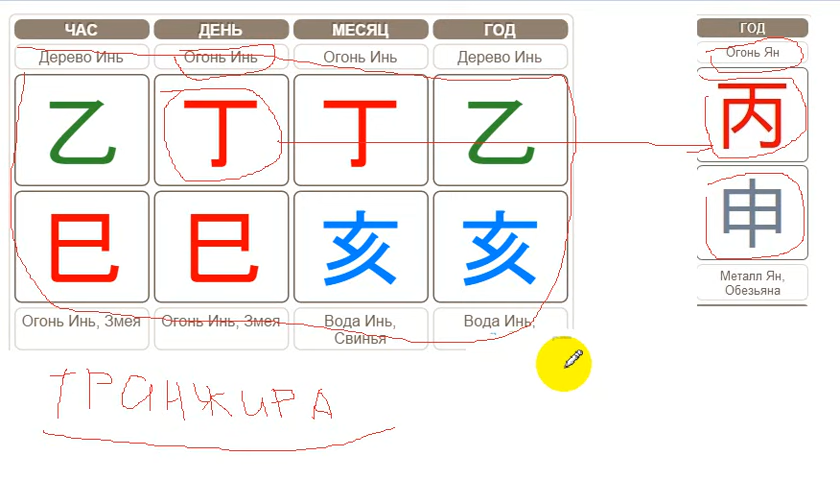 ЧАС ДЕНЬ МЕСЯЦ ГОД ГОД
Дерево Инь Огонь Инь Огонь Инь Дерево Инь Огонь Ян
乙 丁 丁 乙 丙
巳 巳 亥 亥 申
Огонь Инь, Змея Огонь Инь, Змея Вода Инь, Свинья Вода Инь, Металл Ян, Обезьяна
ТРАНЖИРА